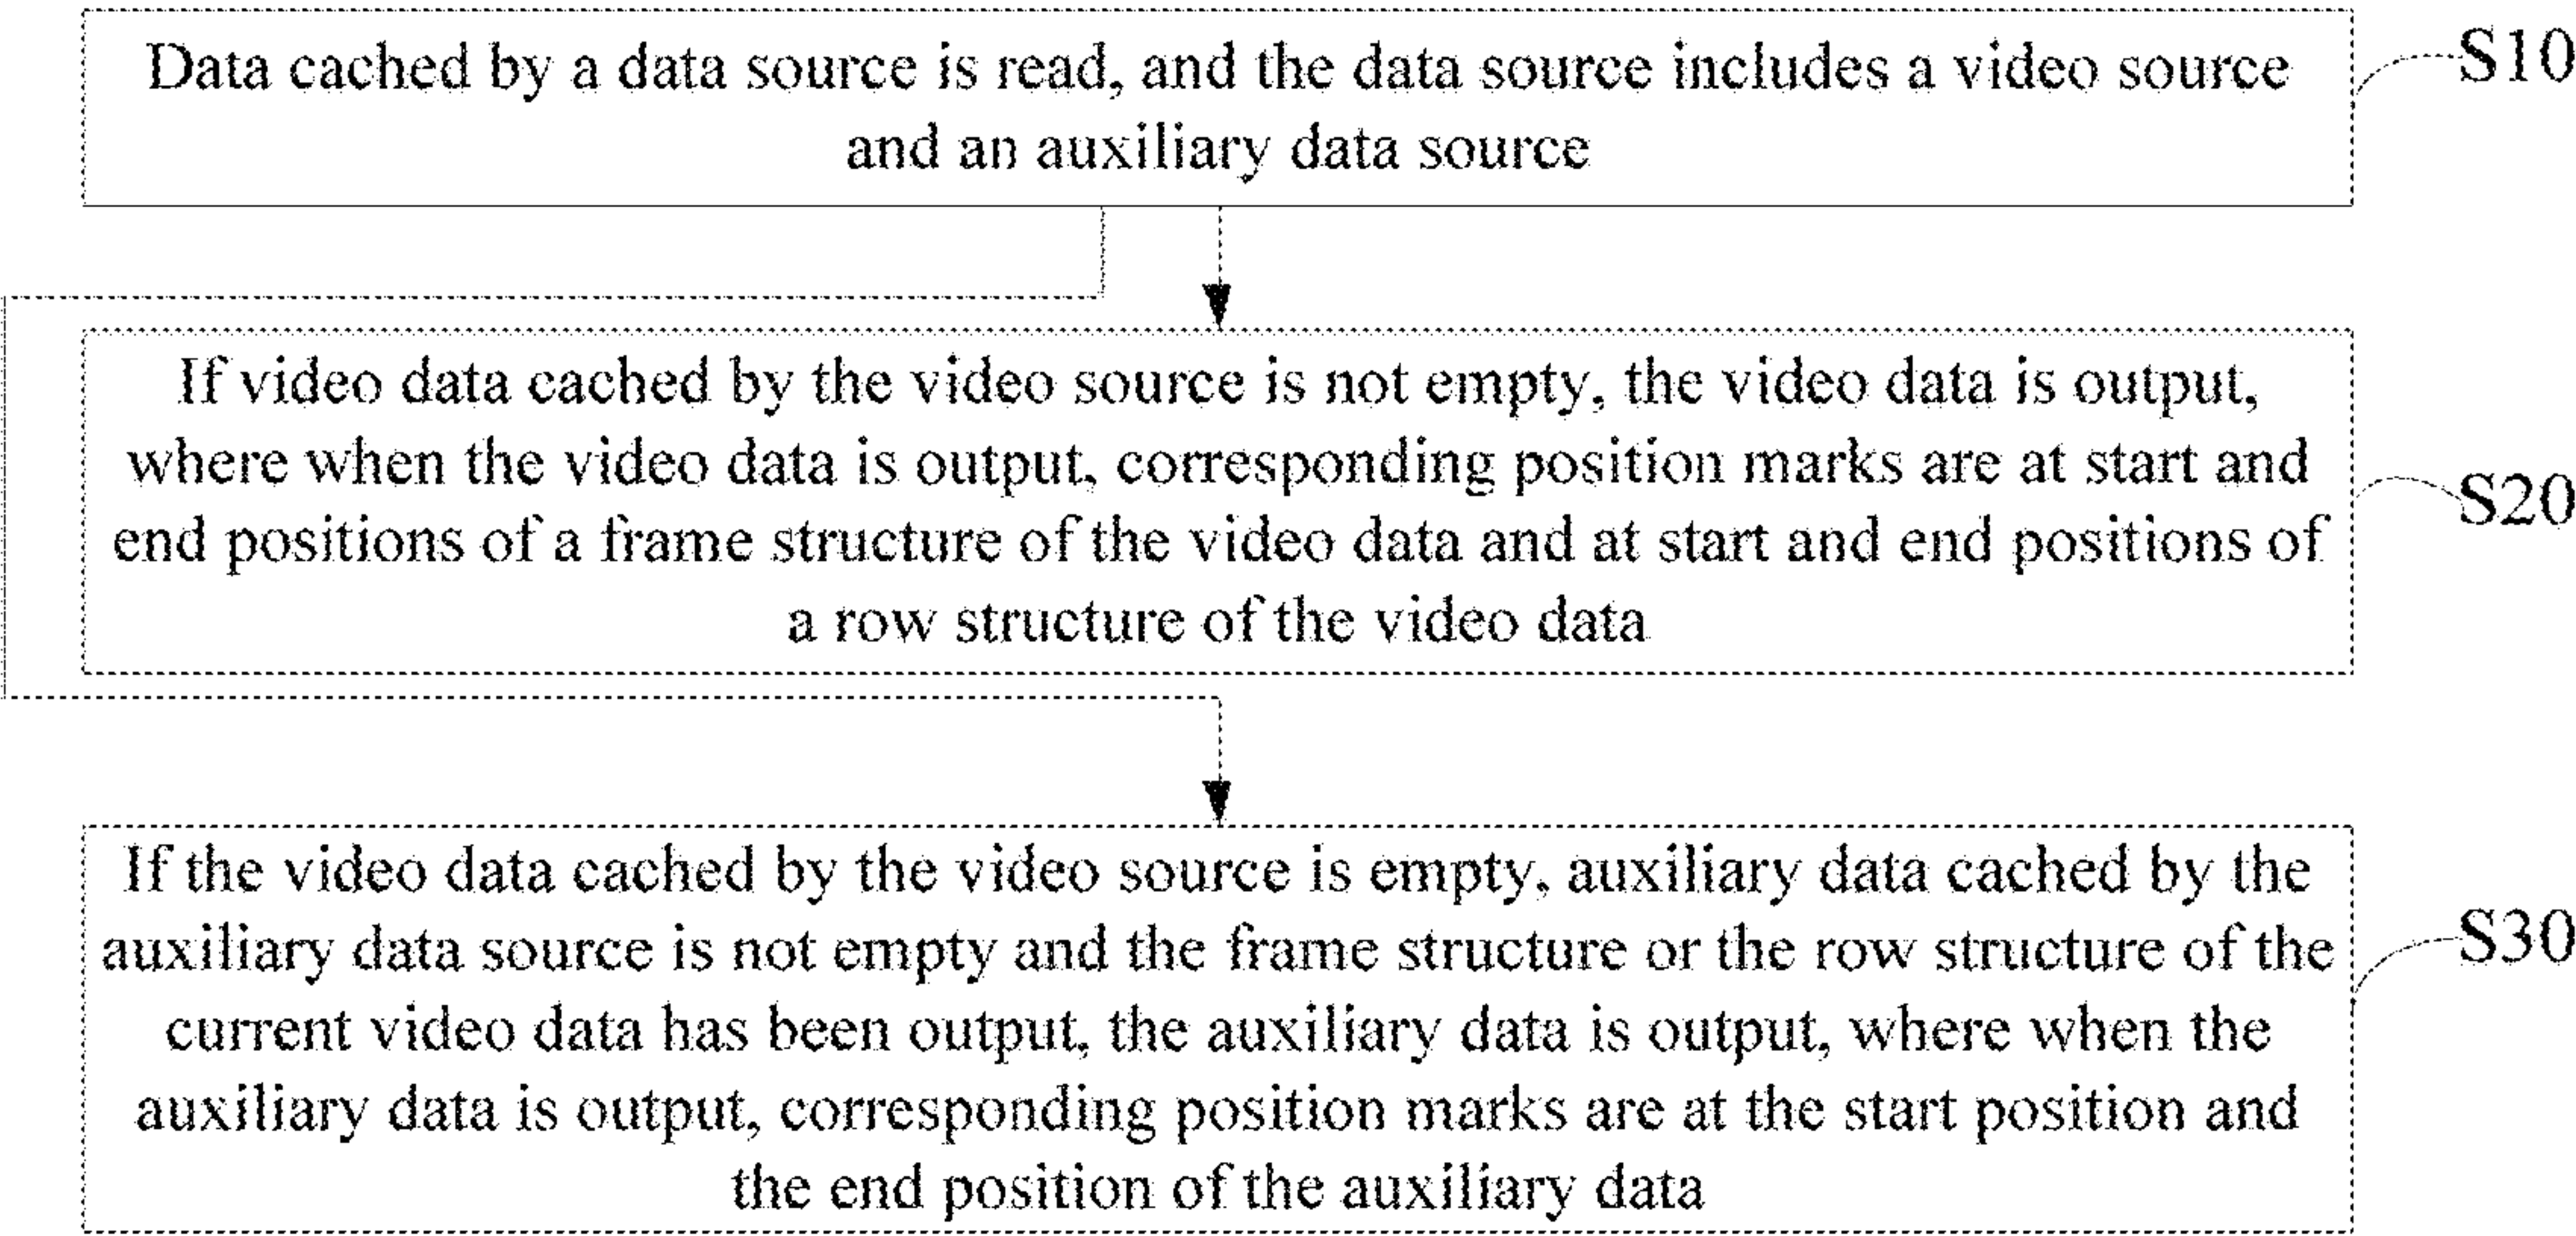 Data cached by a data source is read, and the data source includes a video source
and an auxiliary data source
S10
If video data cached by the video source is not empty, the video data is output,
where when the video data is output, corresponding position marks are at start and
end positions of a frame structure of the video data and at start and end positions of
a row structure of the video data
S20
If the video data cached by the video source is empty, auxiliary data cached by the
auxiliary data source is not empty and the frame structure or the row structure of the
current video data has been output, the auxiliary data is output, where when the
auxiliary data is output, corresponding position marks are at the start position and
the end position of the auxiliary data
S30